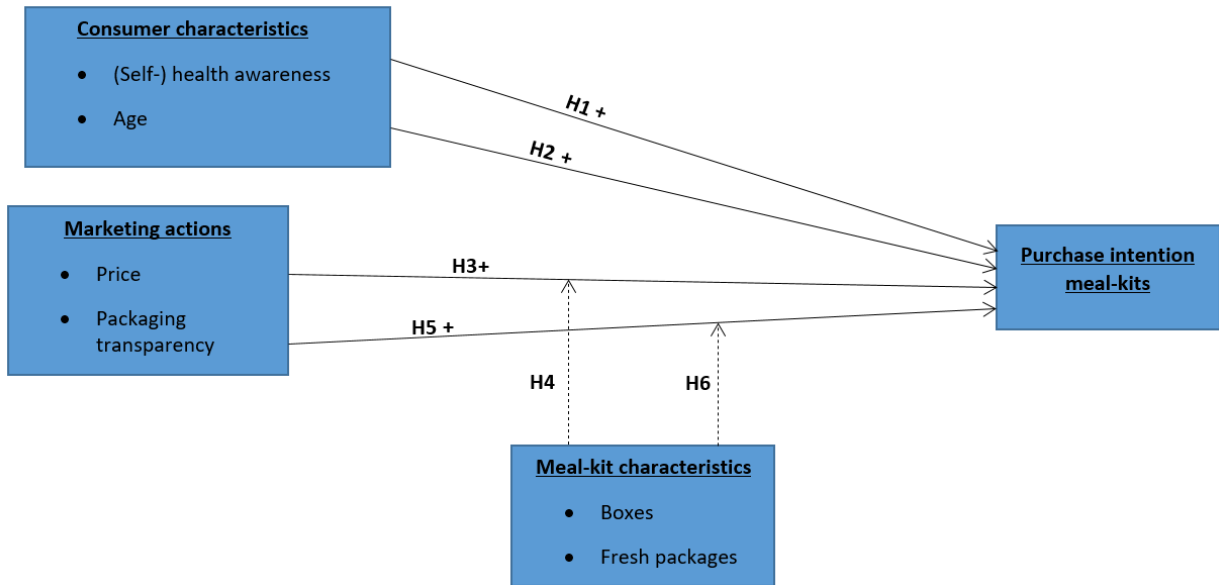 Consumer characteristics
• (Self-) health awareness
• Age
H1 +
H2 +
Marketing actions
• Price
• Packaging
transparency
H3+
H5 +
Purchase intention
meal-kits
H4
H6
Meal-kit characteristics
• Boxes
• Fresh packages